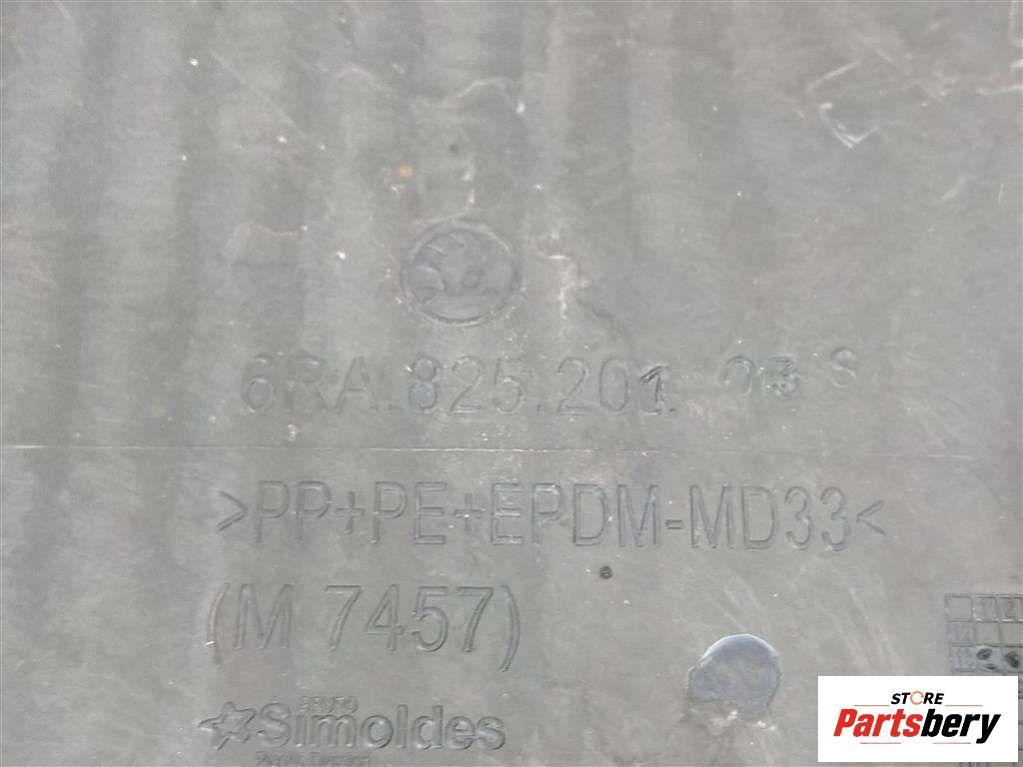 6RA.825.201. S
>PP+PE+EPDM-MD33<
(M 7457)
Simoldes
STORE
Partsbery